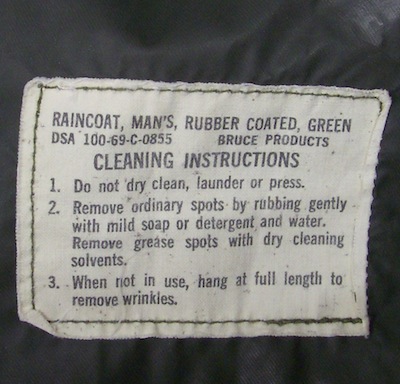 RAINCOAT, MAN'S, RUBBER COATED, GREEN
DSA 100-69-C-0855 BRUCE PRODUCTS
CLEANING INSTRUCTIONS
1. Do not dry clean, launder or press.
2. Remove ordinary spots by rubbing gently
with mild soap or detergent and water.
Remove grease spots with dry cleaning
solvents.
3. When not in use, hang at full length to
remove wrinkles.